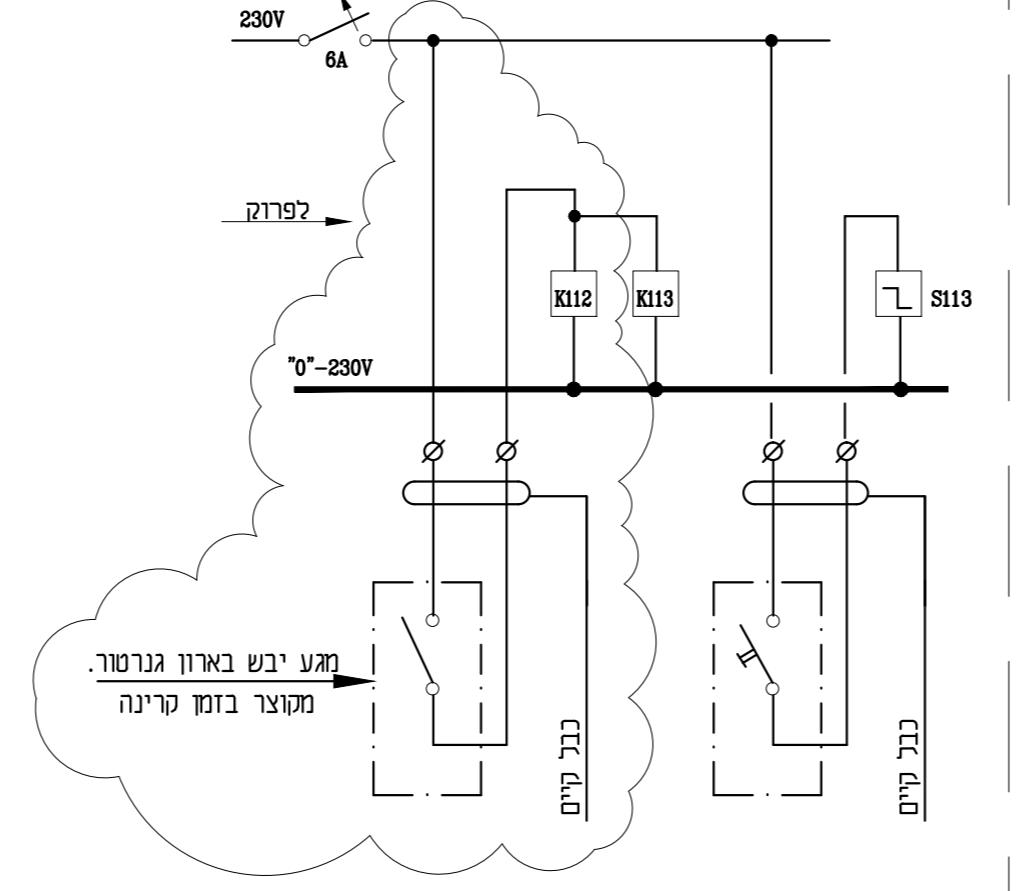 230V
6A
לפרוק
K112
K113
S113
"0"-230V
מגע יבש בארון גנרטור.
מקוצר בזמן קרינה
כבל קיים
כבל קיים